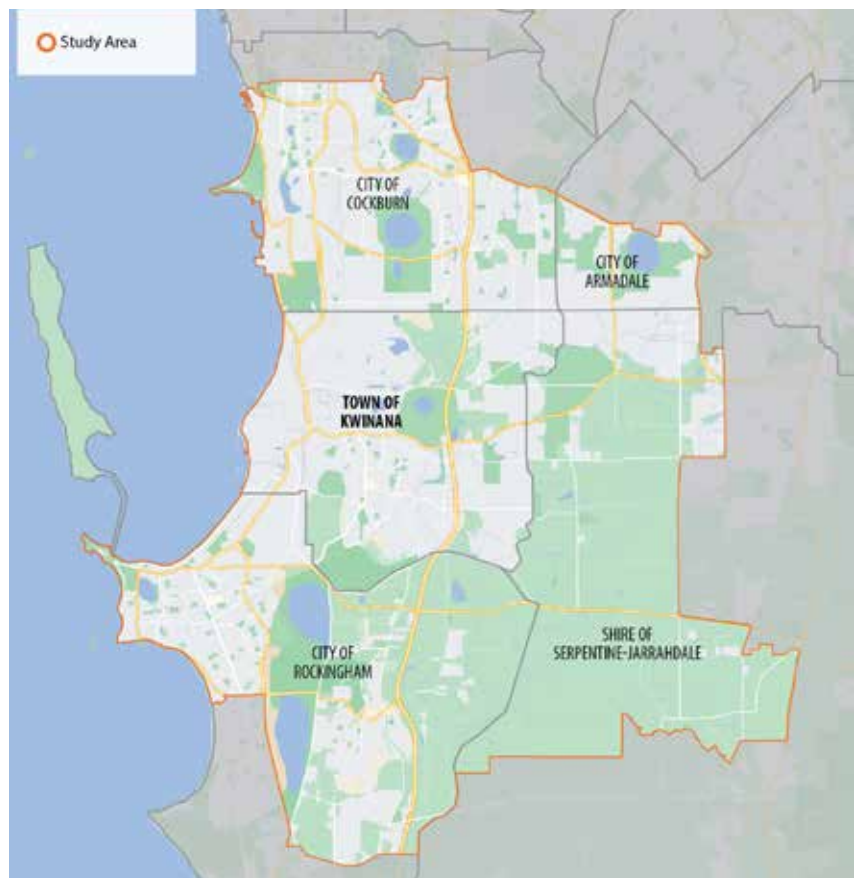 Study Area
CITY OF
COCKBURN
CITY OF
ARMADALE
TOWN OF
KWINANA
SHIRE OF
SERPENTINE-JARRAHDALE
CITY OF
ROCKINGHAM